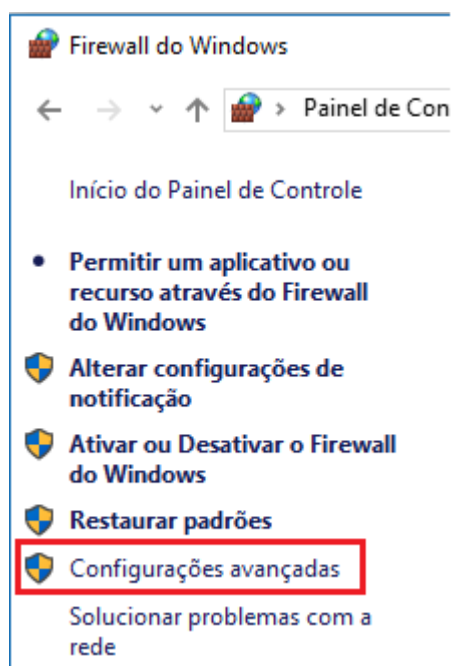 Firewall do Windows
Painel de Con
Início do Painel de Controle
Permitir um aplicativo ou
recurso através do Firewall
do Windows
Alterar configurações de
notificação
Ativar ou Desativar o Firewall
do Windows
Restaurar padrões
Configurações avançadas
Solucionar problemas com a
rede